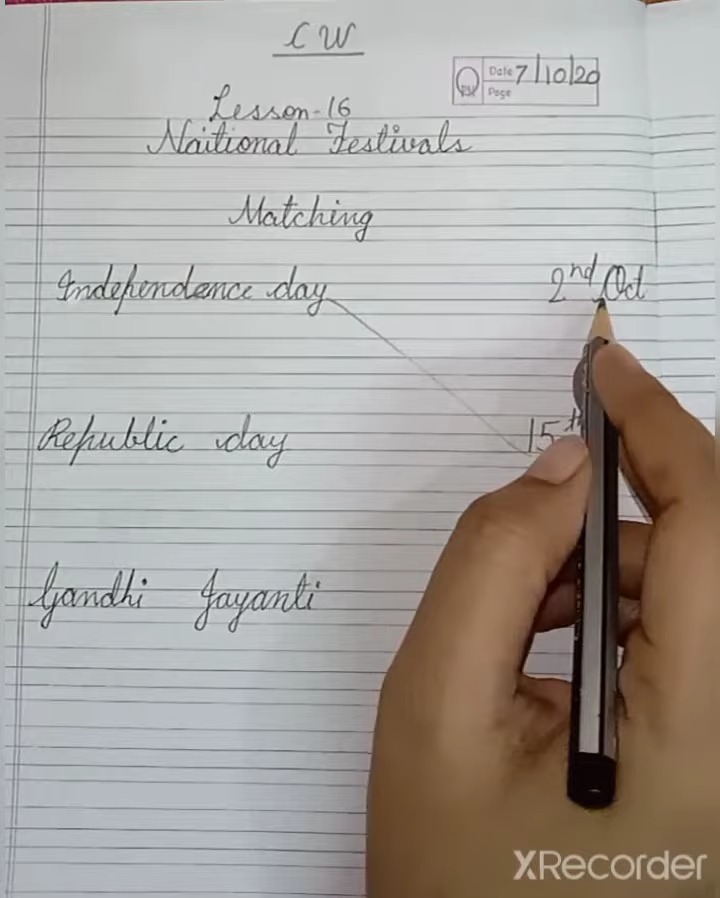 CW
Date 7/10/20
Page
Lesson-16
Naitional Festivals
Matching
Independence day 2nd Oct
Republic day 15th
Gandhi Jayanti
XRecorder